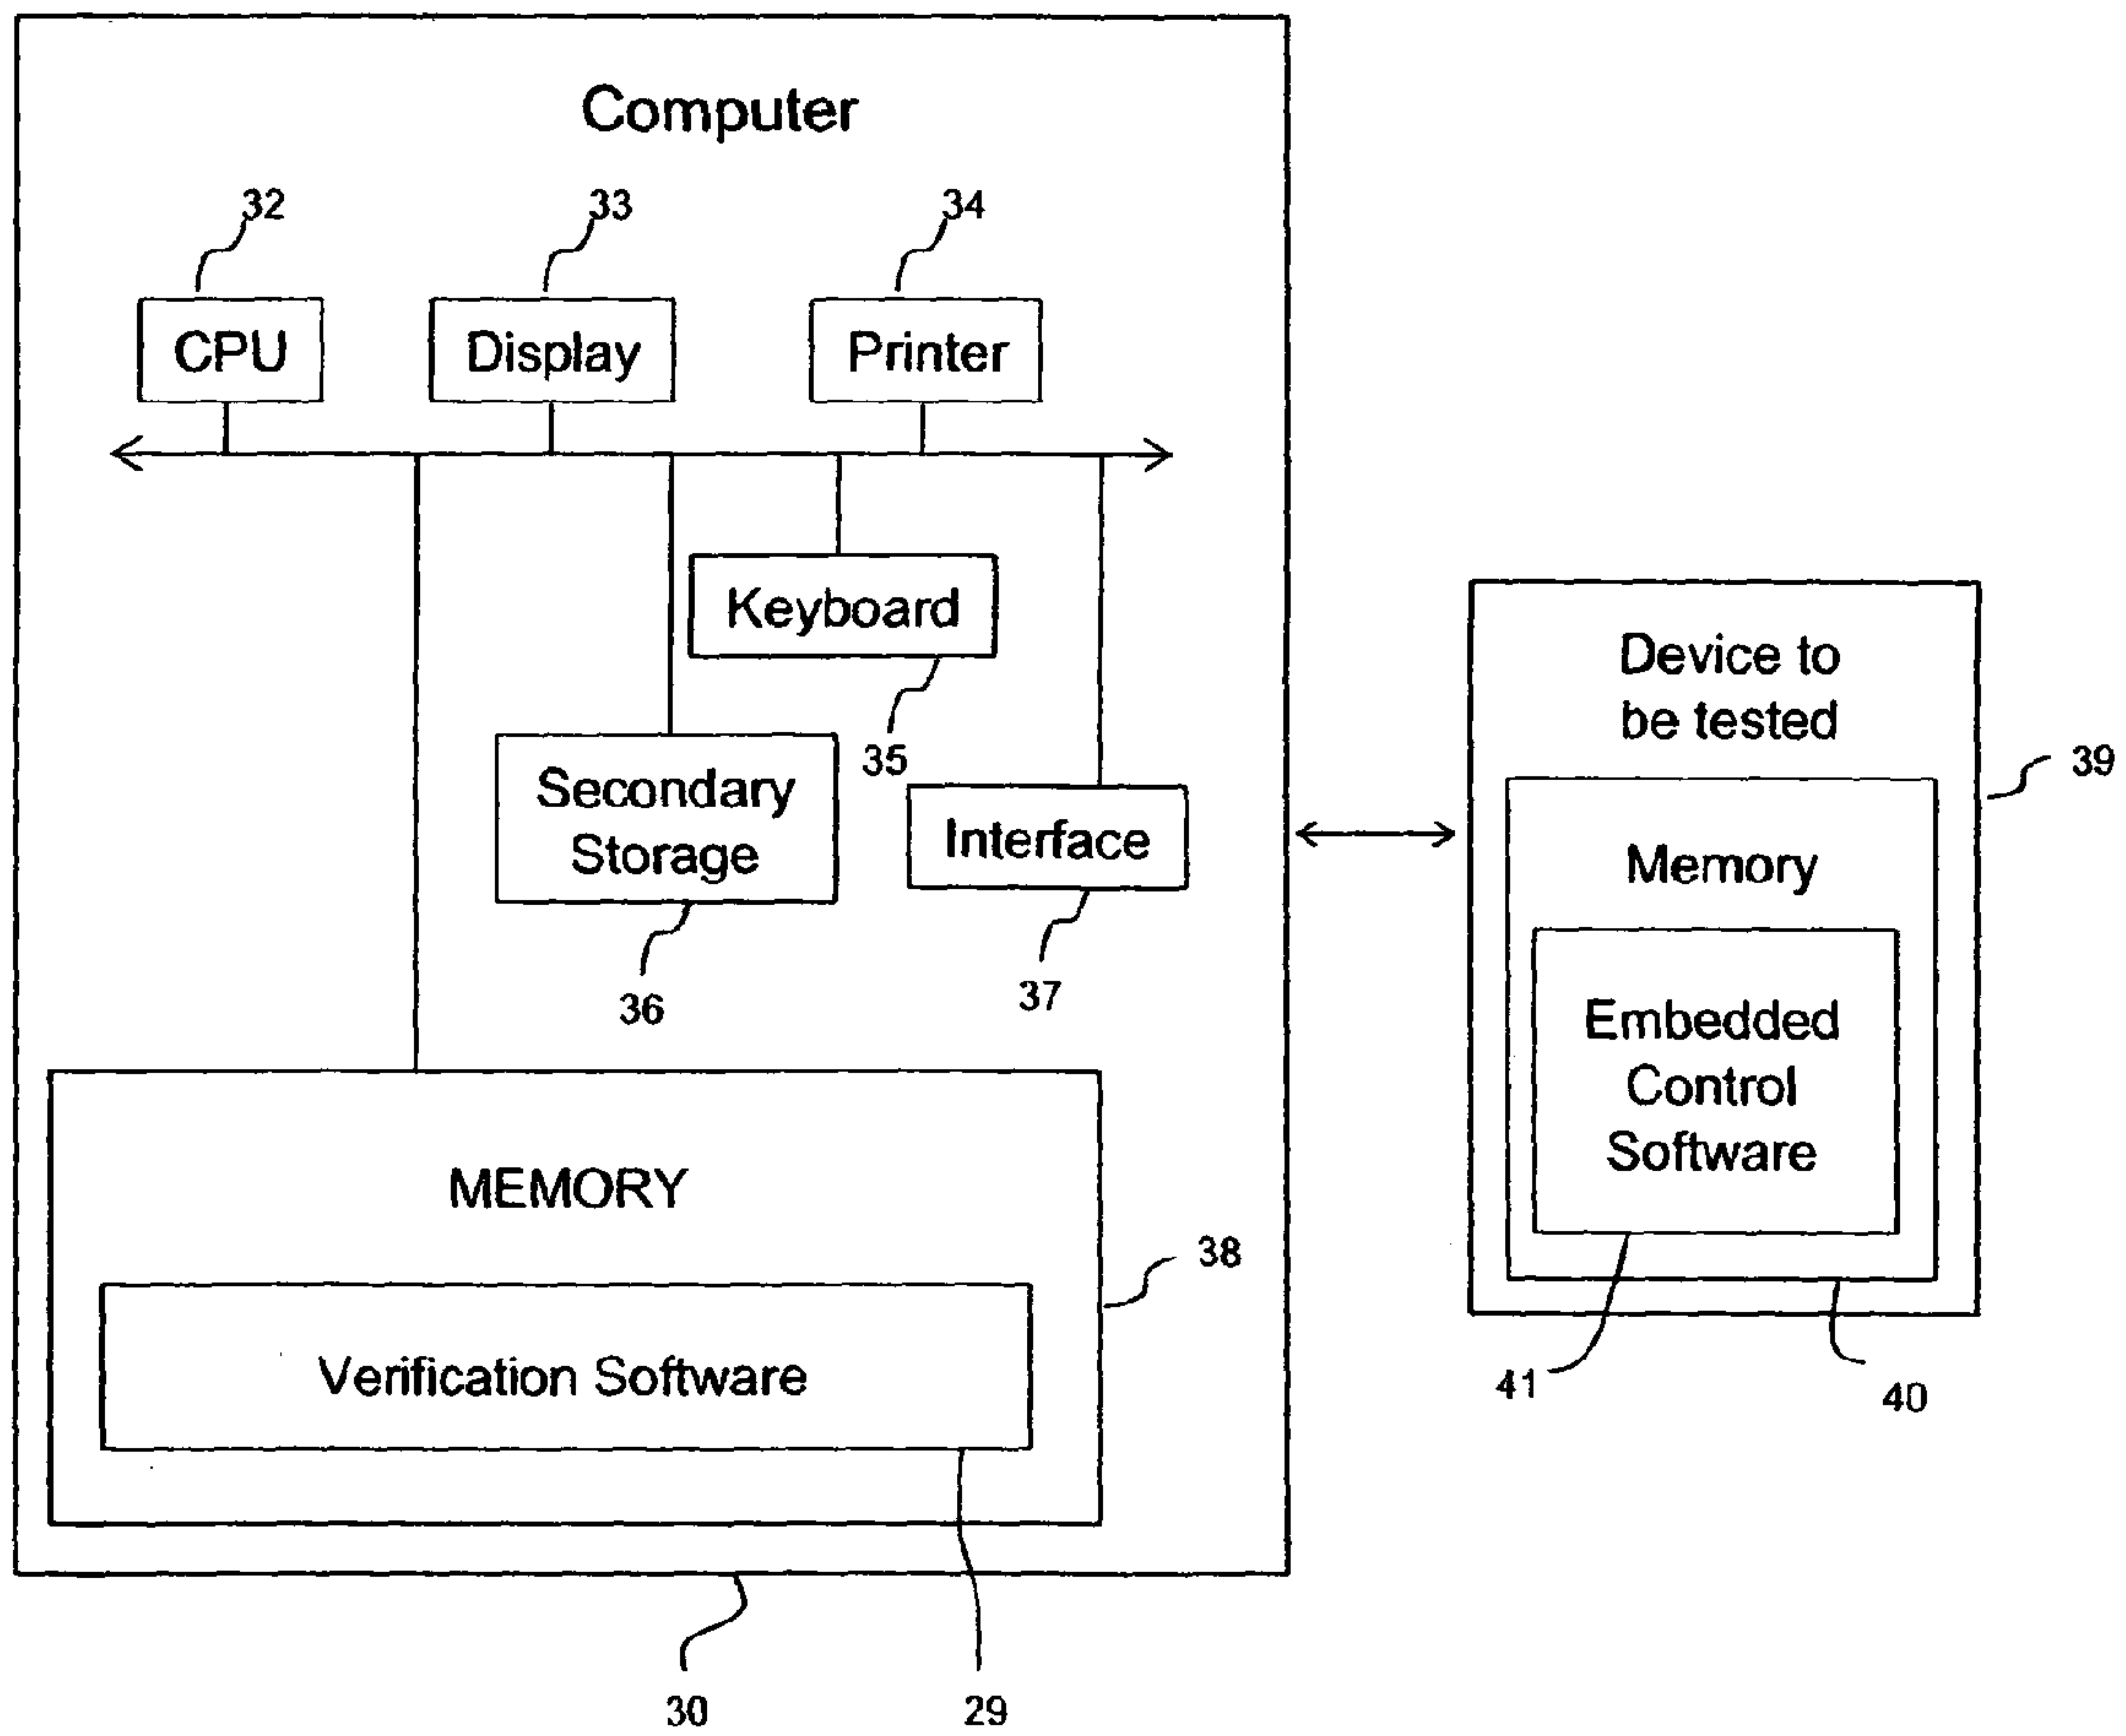 Computer
32
33
34
CPU
Display
Printer
Keyboard
35
Secondary
Storage
36
Interface
37
MEMORY
38
Verification Software
30
29
Device to
be tested
39
Memory
Embedded
Control
Software
41
40